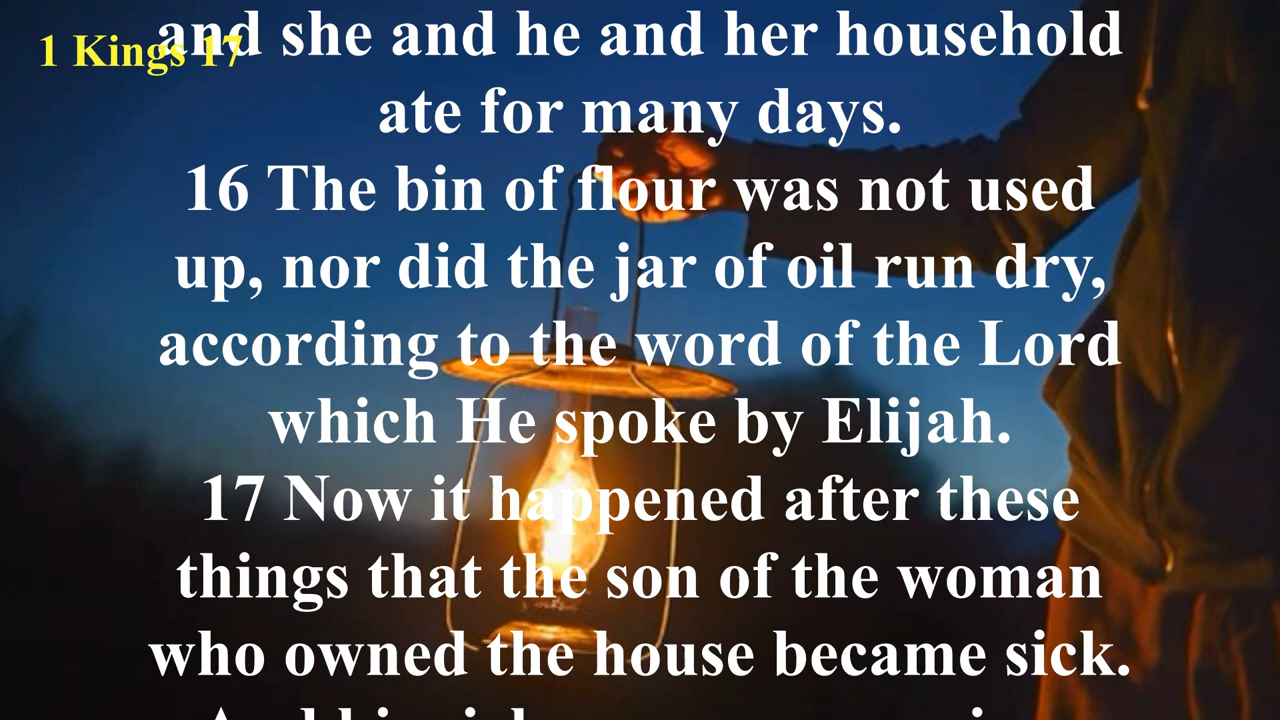 1 Kings 17
and she and he and her household
ate for many days.
16 The bin of flour was not used
up, nor did the jar of oil run dry,
according to the word of the Lord
which He spoke by Elijah.
17 Now it happened after these
things that the son of the woman
who owned the house became sick.